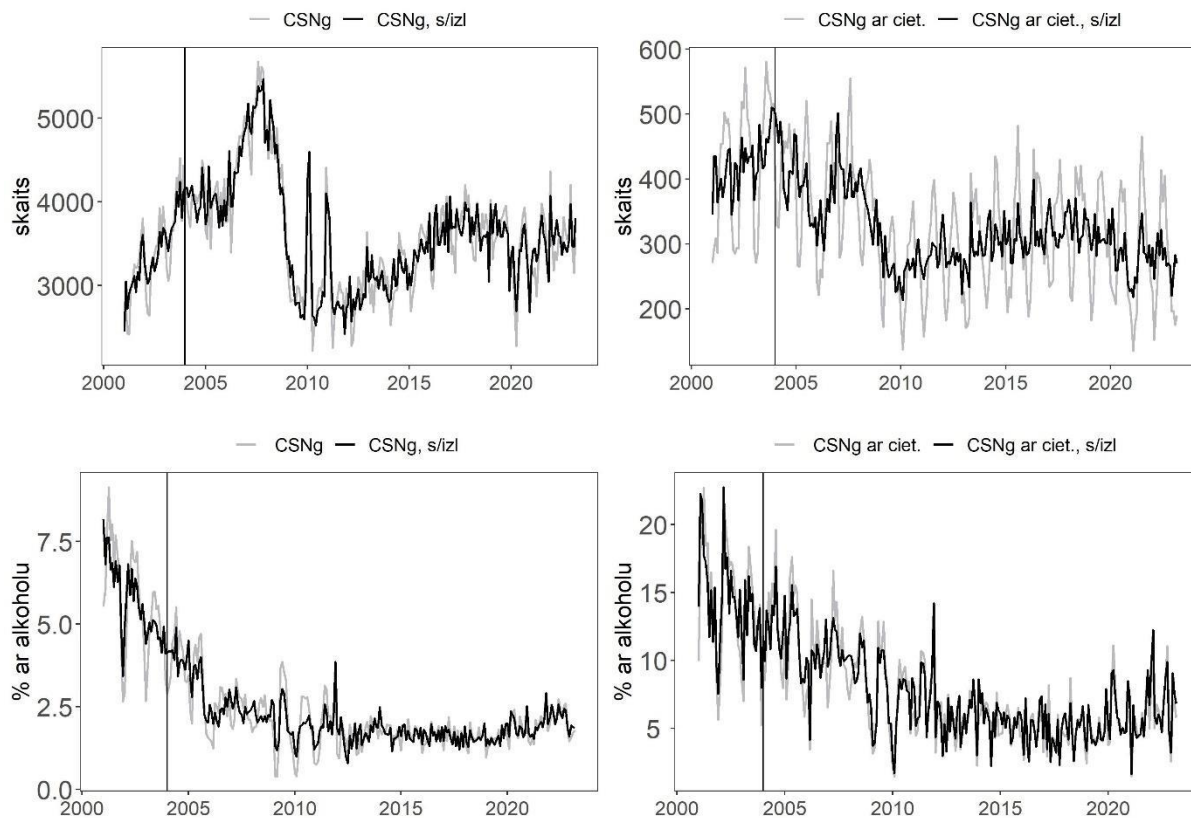 CSNg CSNg, s/izl
CSNg ar ciet. CSNg ar ciet., s/izl
skaits
5000
4000
3000
2000 2005 2010 2015 2020
skaits
600
500
400
300
200
2000 2005 2010 2015 2020
CSNg CSNg, s/izl
CSNg ar ciet. CSNg ar ciet., s/izl
% ar alkoholu
7.5
5.0
2.5
0.0
2000 2005 2010 2015 2020
% ar alkoholu
20
15
10
5
2000 2005 2010 2015 2020